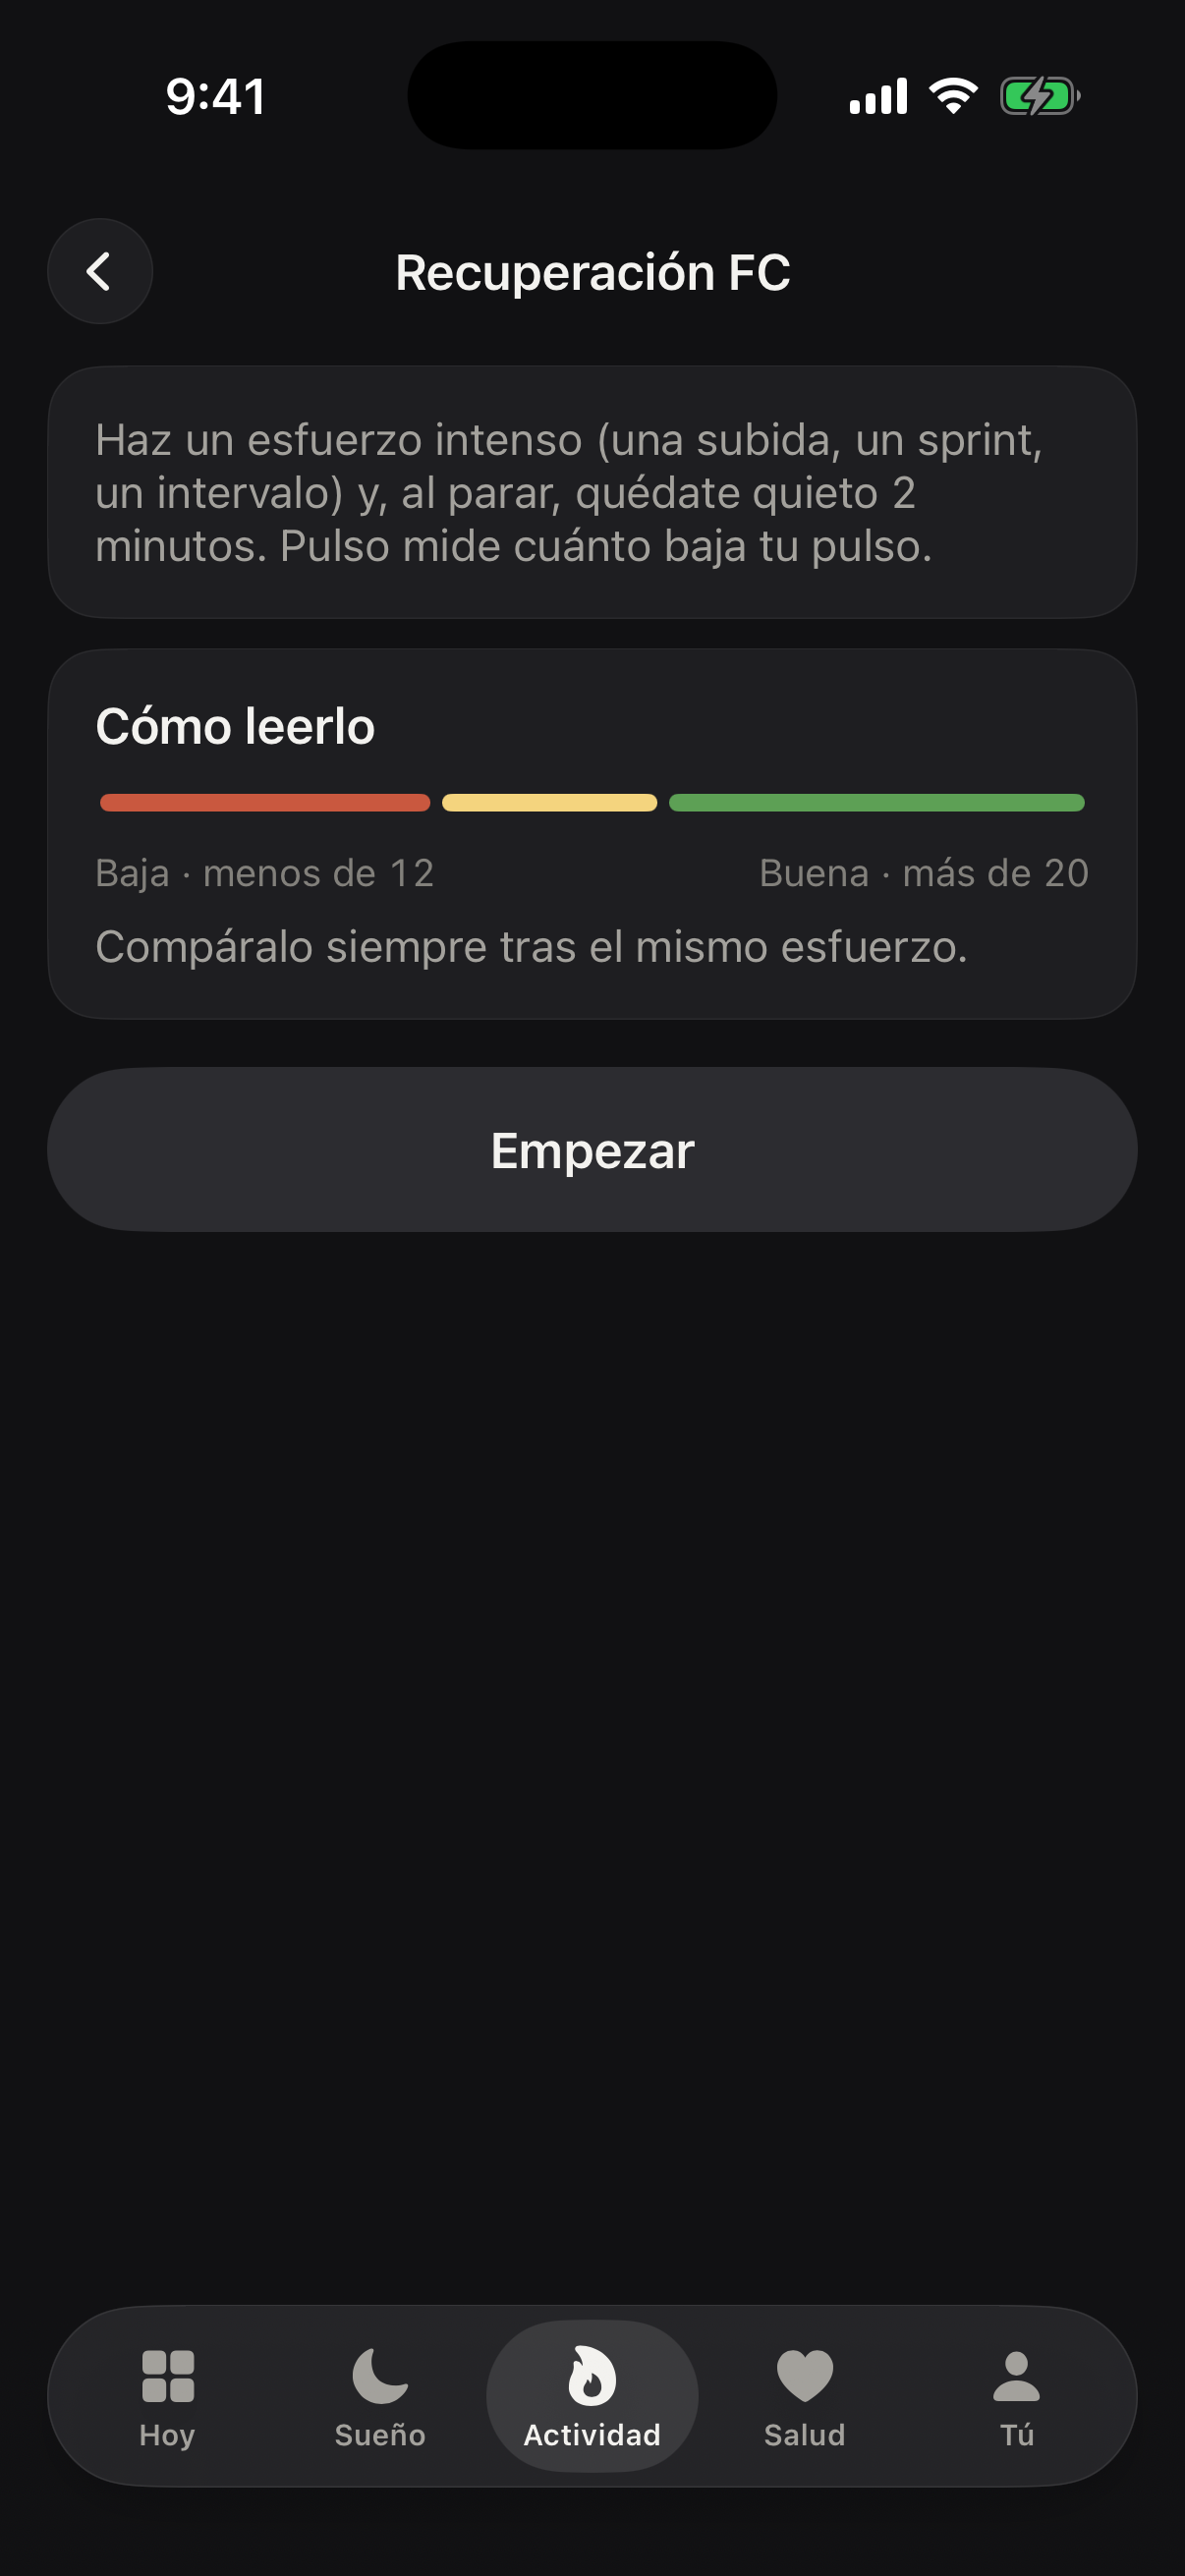 9:41
Recuperación FC
Haz un esfuerzo intenso (una subida, un sprint,
un intervalo) y, al parar, quédate quieto 2
minutos. Pulso mide cuánto baja tu pulso.
Cómo leerlo
Baja · menos de 12
Buena · más de 20
Compáralo siempre tras el mismo esfuerzo.
Empezar
Hoy
Sueño
Actividad
Salud
Tú